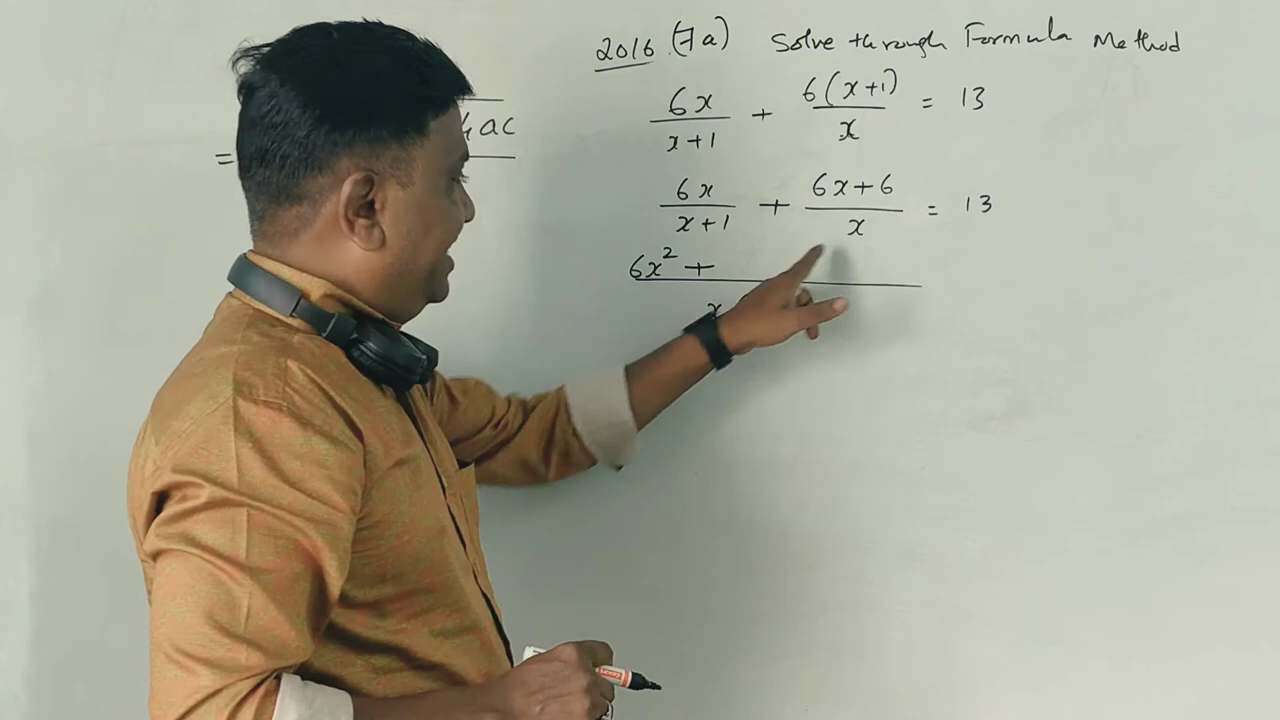 2016 (7a) Solve through Formula Method
6x/(x+1) + 6(x+1)/x = 13
= 4ac
6x/(x+1) + (6x+6)/x = 13
6x² +
x